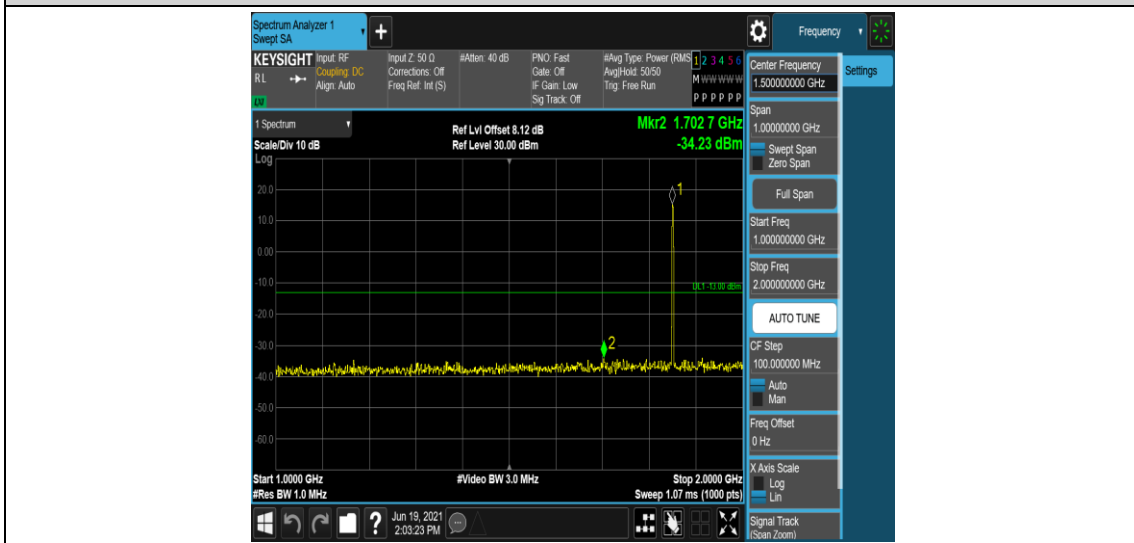 Spectrum Analyzer 1
Swept SA
+
Frequency
KEYSIGHT
RL
LXI
Input: RF
Coupling: DC
Align: Auto
Input Z: 50 Ω
Corrections: Off
Freq Ref: Int (S)
#Atten: 40 dB
PNO: Fast
Gate: Off
IF Gain: Low
Sig Track: Off
#Avg Type: Power (RMS
Avg|Hold: 50/50
Trig: Free Run
1 2 3 4 5 6
M W W W W W
P P P P P P
1 Spectrum
Scale/Div 10 dB
Ref Lvl Offset 8.12 dB
Ref Level 30.00 dBm
Mkr2 1.702 7 GHz
-34.23 dBm
Log
20.0
10.0
0.00
-10.0
-20.0
-30.0
-40.0
-50.0
-60.0
1
DL1 -13.00 dBm
2
Start 1.0000 GHz
#Res BW 1.0 MHz
#Video BW 3.0 MHz
Stop 2.0000 GHz
Sweep 1.07 ms (1000 pts)
?
Jun 19, 2021
2:03:23 PM
Center Frequency
1.500000000 GHz
Settings
Span
1.00000000 GHz
Swept Span
Zero Span
Full Span
Start Freq
1.000000000 GHz
Stop Freq
2.000000000 GHz
AUTO TUNE
CF Step
100.000000 MHz
Auto
Man
Freq Offset
0 Hz
X Axis Scale
Log
Lin
Signal Track
(Span Zoom)